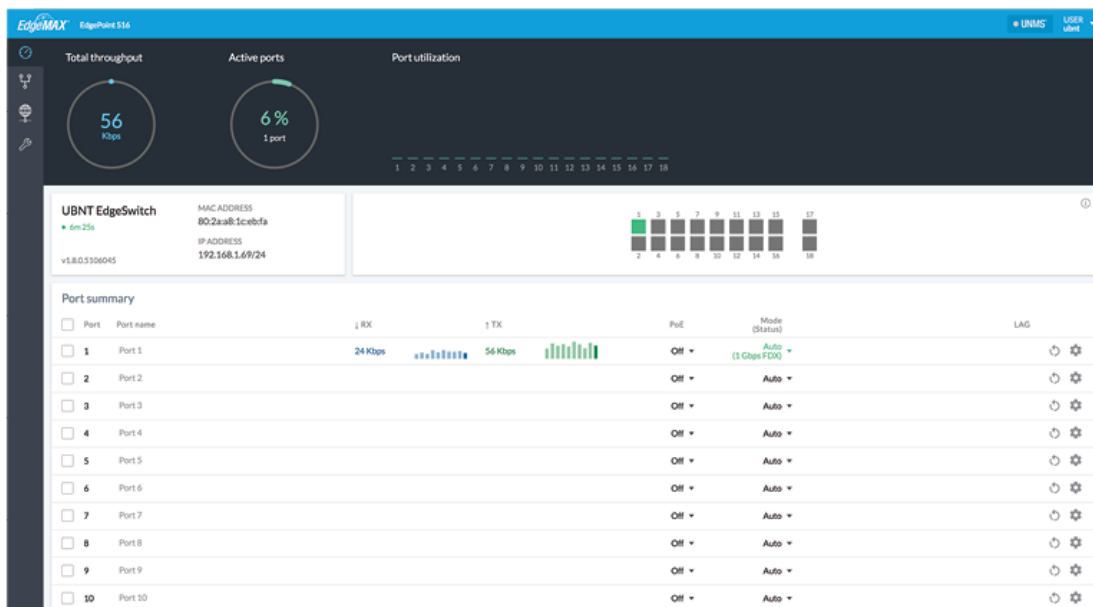 EdgeMAX EdgePoint S16 UNMS USER ubnt
Total throughput Active ports Port utilization
56 Kbps
6 %
1 port
1 2 3 4 5 6 7 8 9 10 11 12 13 14 15 16 17 18
UBNT EdgeSwitch
6m 25s
v1.8.0.5106045
MAC ADDRESS
80:2a:a8:1c:eb:fa
IP ADDRESS
192.168.1.69/24
1 3 5 7 9 11 13 15 17
2 4 6 8 10 12 14 16 18
Port summary
Port Port name ↓ RX ↑ TX PoE Mode (Status) LAG
1 Port 1 24 Kbps 56 Kbps Off Auto (1 Gbps FDX)
2 Port 2 Off Auto
3 Port 3 Off Auto
4 Port 4 Off Auto
5 Port 5 Off Auto
6 Port 6 Off Auto
7 Port 7 Off Auto
8 Port 8 Off Auto
9 Port 9 Off Auto
10 Port 10 Off Auto